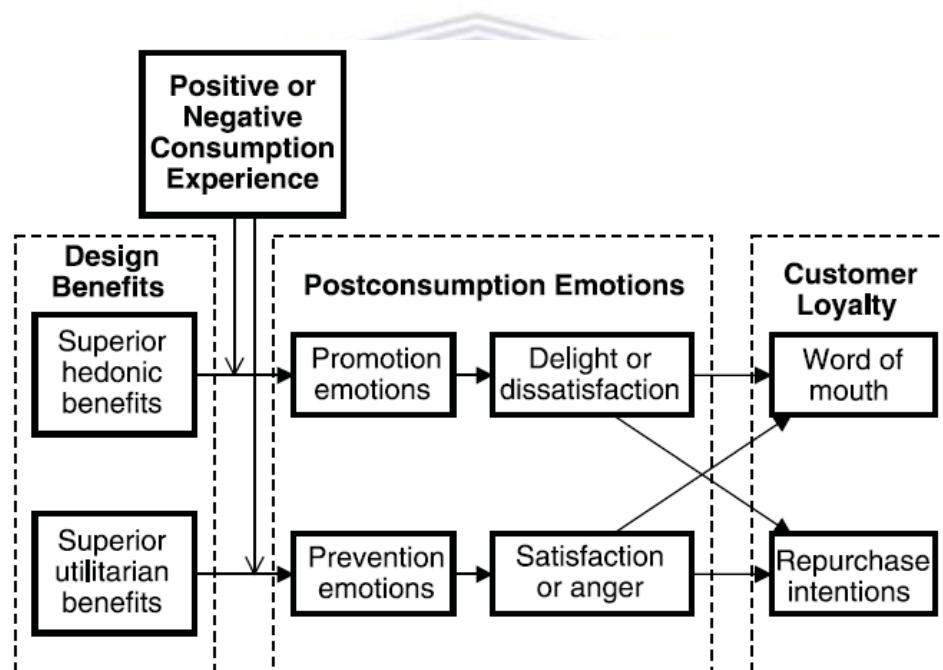 Positive or
Negative
Consumption
Experience
Design
Benefits
Postconsumption Emotions
Customer
Loyalty
Superior
hedonic
benefits
Promotion
emotions
Delight or
dissatisfaction
Word of
mouth
Superior
utilitarian
benefits
Prevention
emotions
Satisfaction
or anger
Repurchase
intentions